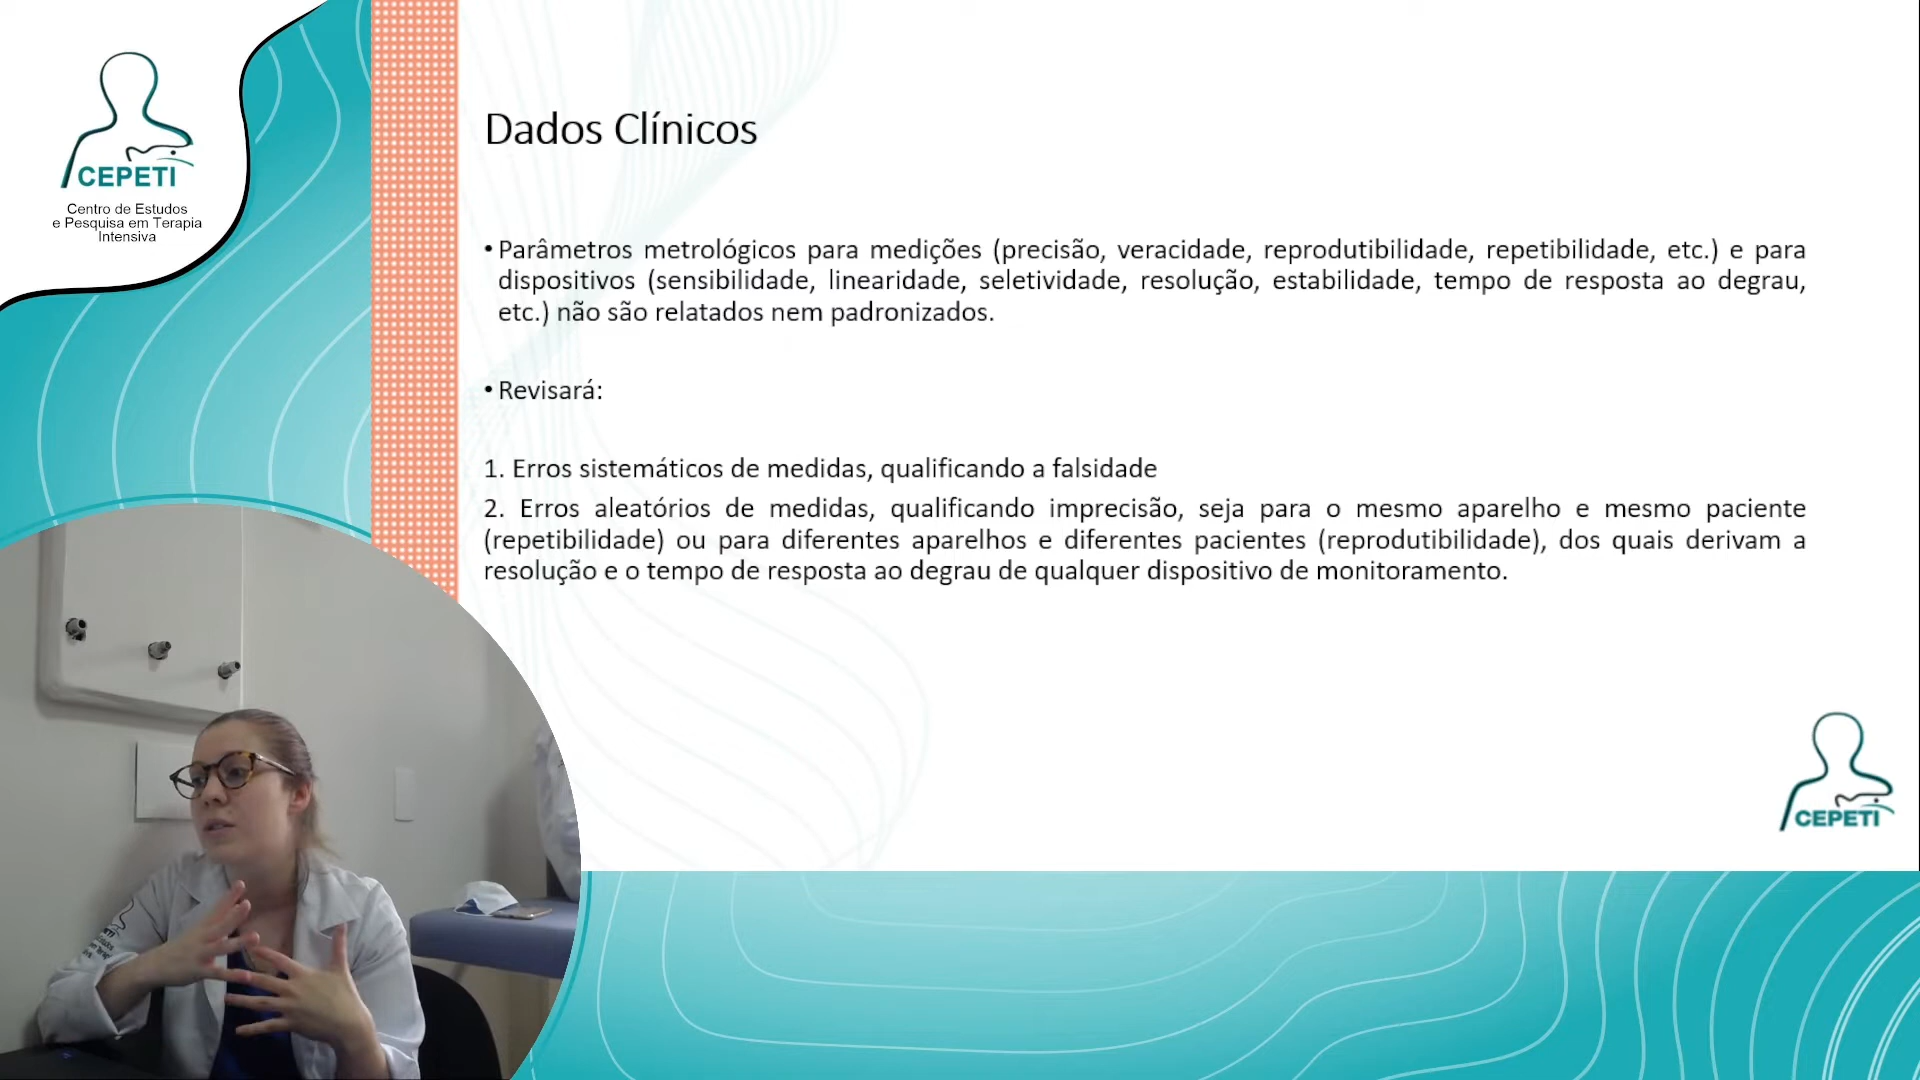 CEPETI
Centro de Estudos
e Pesquisa em Terapia
Intensiva
Dados Clínicos
• Parâmetros metrológicos para medições (precisão, veracidade, reprodutibilidade, repetibilidade, etc.) e para
dispositivos (sensibilidade, linearidade, seletividade, resolução, estabilidade, tempo de resposta ao degrau,
etc.) não são relatados nem padronizados.
• Revisará:
1. Erros sistemáticos de medidas, qualificando a falsidade
2. Erros aleatórios de medidas, qualificando imprecisão, seja para o mesmo aparelho e mesmo paciente
(repetibilidade) ou para diferentes aparelhos e diferentes pacientes (reprodutibilidade), dos quais derivam a
resolução e o tempo de resposta ao degrau de qualquer dispositivo de monitoramento.
CEPETI